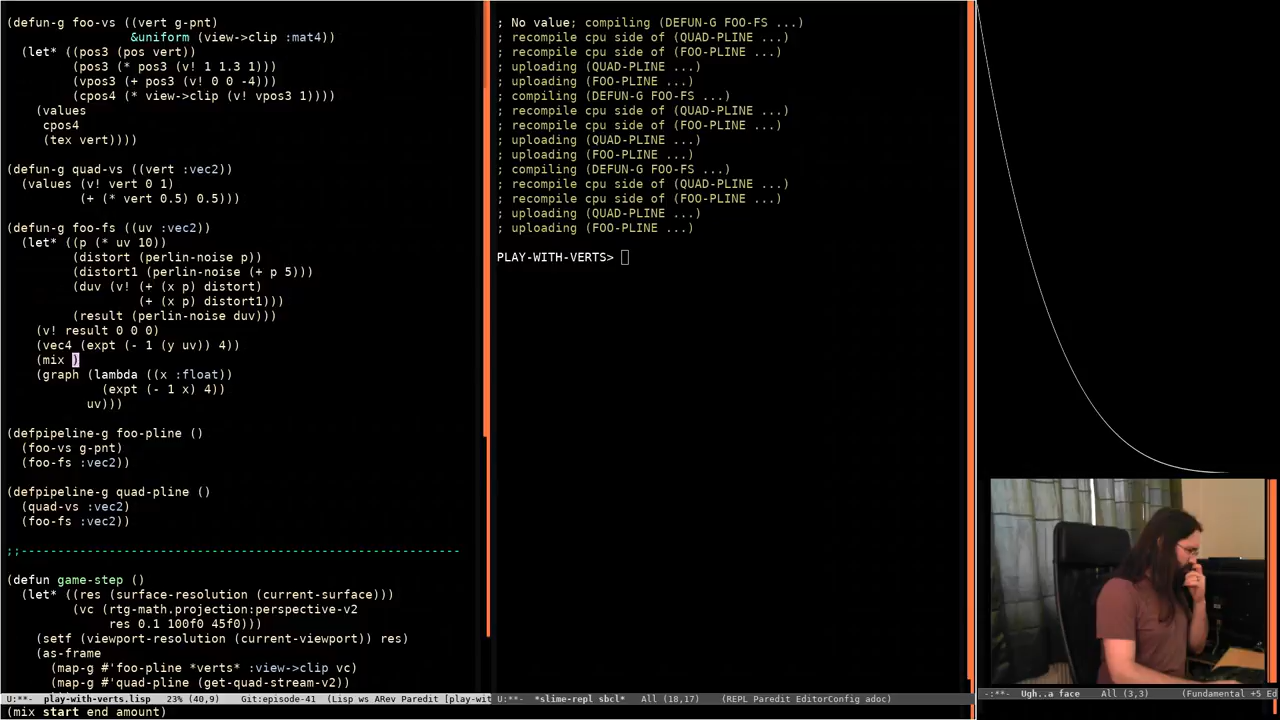 (defun-g foo-vs ((vert g-pnt)
&uniform (view->clip :mat4))
(let* ((pos3 (pos vert))
(pos3 (* pos3 (v! 1 1.3 1)))
(vpos3 (+ pos3 (v! 0 0 -4)))
(cpos4 (* view->clip (v! vpos3 1))))
(values
cpos4
(tex vert))))
(defun-g quad-vs ((vert :vec2))
(values (v! vert 0 1)
(+ (* vert 0.5) 0.5)))
(defun-g foo-fs ((uv :vec2))
(let* ((p (* uv 10))
(distort (perlin-noise p))
(distort1 (perlin-noise (+ p 5)))
(duv (v! (+ (x p) distort)
(+ (x p) distort1)))
(result (perlin-noise duv)))
(v! result 0 0 0)
(vec4 (expt (- 1 (y uv)) 4))
(mix )
(graph (lambda ((x :float))
(expt (- 1 x) 4))
uv)))
(defpipeline-g foo-pline ()
(foo-vs g-pnt)
(foo-fs :vec2))
(defpipeline-g quad-pline ()
(quad-vs :vec2)
(foo-fs :vec2))
;;------------------------------------------------------------
(defun game-step ()
(let* ((res (surface-resolution (current-surface)))
(vc (rtg-math.projection:perspective-v2
res 0.1 100f0 45f0)))
(setf (viewport-resolution (current-viewport)) res)
(as-frame
(map-g #'foo-pline *verts* :view->clip vc)
(map-g #'quad-pline (get-quad-stream-v2))
U:**- play-with-verts.lisp 23% (40,9) Git:episode-41 (Lisp ws ARev Paredit [play-wit
(mix start end amount)
; No value; compiling (DEFUN-G FOO-FS ...)
; recompile cpu side of (QUAD-PLINE ...)
; recompile cpu side of (FOO-PLINE ...)
; uploading (QUAD-PLINE ...)
; uploading (FOO-PLINE ...)
; compiling (DEFUN-G FOO-FS ...)
; recompile cpu side of (QUAD-PLINE ...)
; recompile cpu side of (FOO-PLINE ...)
; uploading (QUAD-PLINE ...)
; uploading (FOO-PLINE ...)
; compiling (DEFUN-G FOO-FS ...)
; recompile cpu side of (QUAD-PLINE ...)
; recompile cpu side of (FOO-PLINE ...)
; uploading (QUAD-PLINE ...)
; uploading (FOO-PLINE ...)
PLAY-WITH-VERTS>
U:**- *slime-repl sbcl* All (18,17) (REPL Paredit EditorConfig adoc)
-:**- Ugh..a face All (3,3) (Fundamental +5 Ed